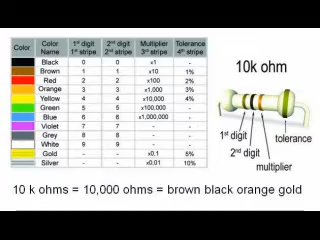 Color Color Name 1st digit 1st stripe 2nd digit 2nd stripe Multiplier 3rd stripe Tolerance 4th stripe
Black 0 0 x1 -
Brown 1 1 x10 1%
Red 2 2 x100 2%
Orange 3 3 x1,000 3%
Yellow 4 4 x10,000 4%
Green 5 5 x100,000 -
Blue 6 6 x1,000,000 -
Violet 7 7 - -
Grey 8 8 - -
White 9 9 - -
Gold - - x0,1 5%
Silver - - x0.01 10%
10k ohm
1st digit
2nd digit
multiplier
tolerance
10 k ohms = 10,000 ohms = brown black orange gold